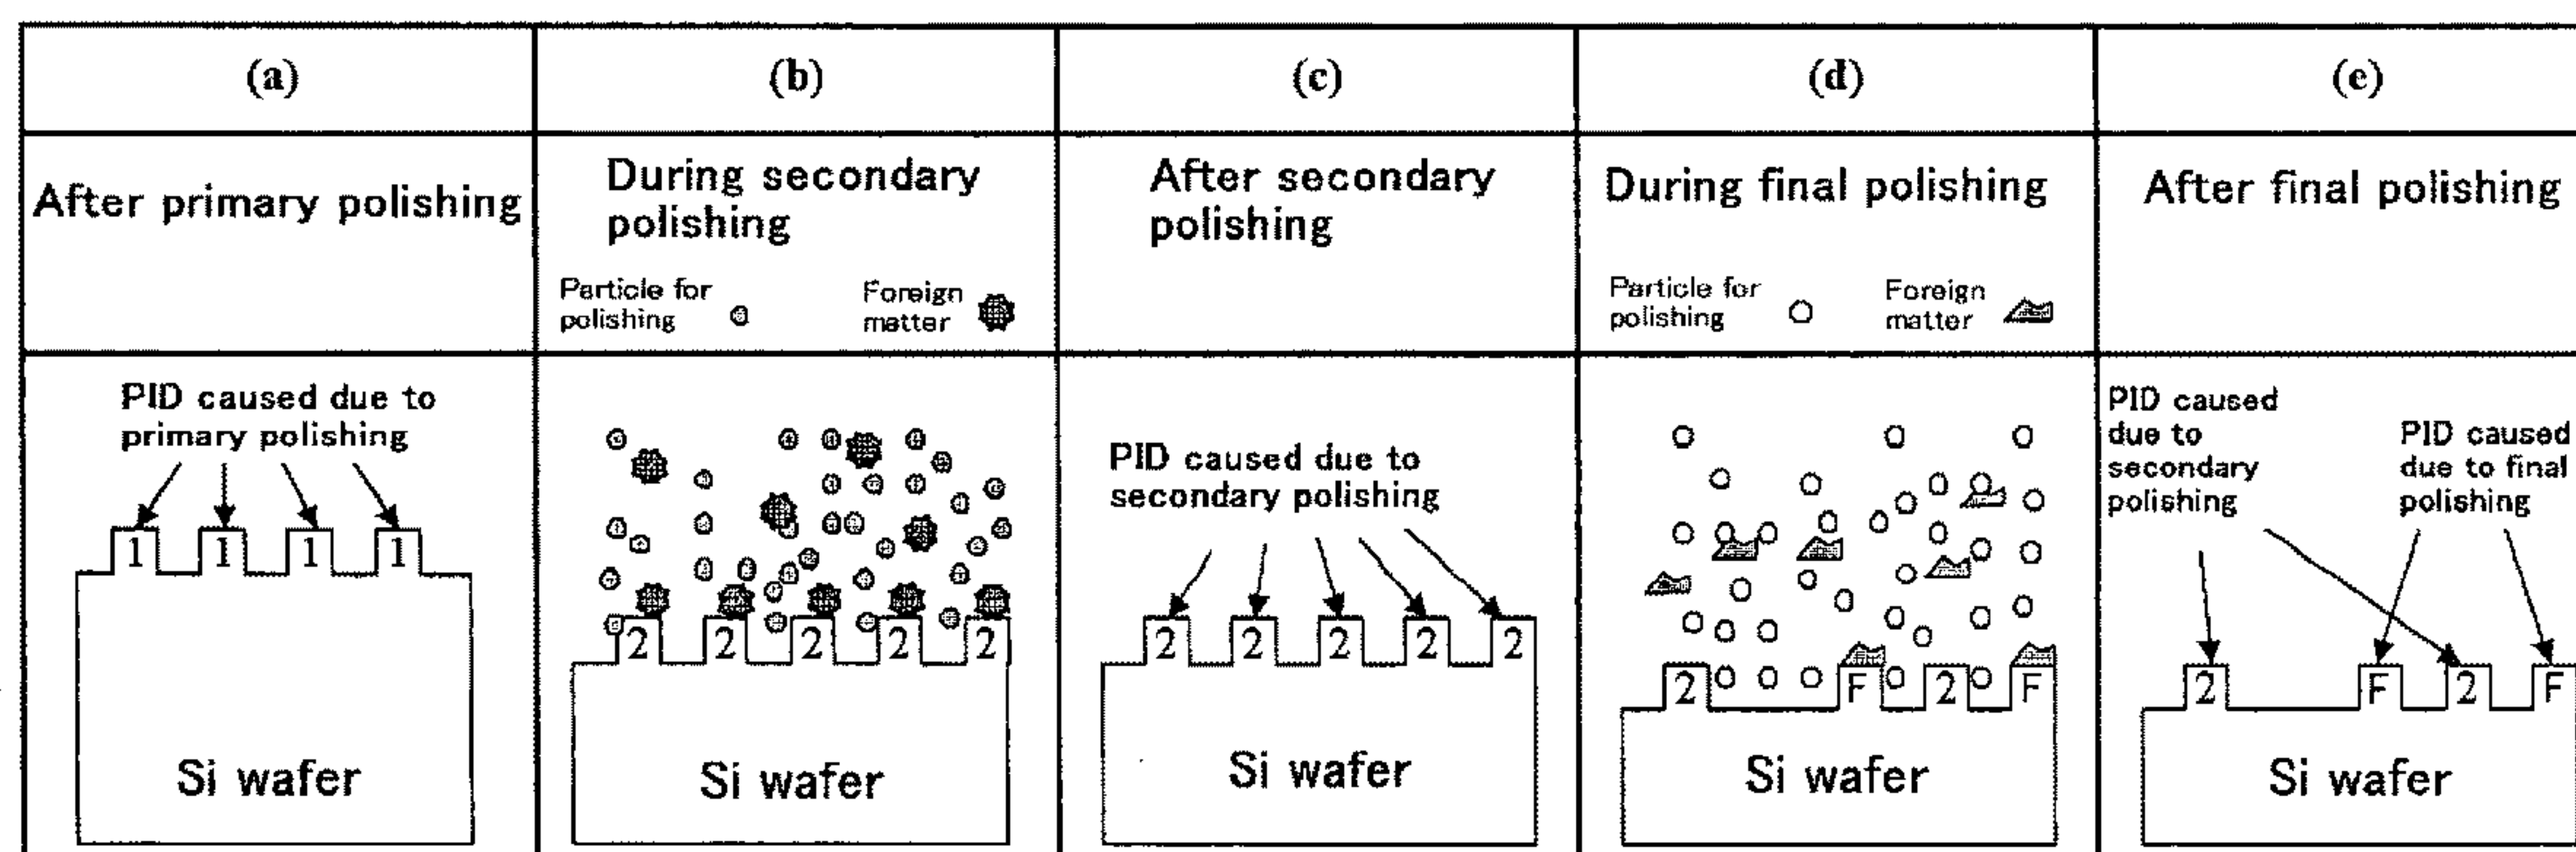 (a)
(b)
(c)
(d)
(e)
After primary polishing
During secondary
polishing
Particle for
polishing
Foreign
matter
After secondary
polishing
During final polishing
Particle for
polishing
Foreign
matter
After final polishing
PID caused due to
primary polishing
1 1 1 1
Si wafer
2 2 2 2 2
Si wafer
PID caused due to
secondary polishing
2 2 2 2 2
Si wafer
2 F 2 F
Si wafer
PID caused
due to
secondary
polishing
PID caused
due to final
polishing
2 F 2 F
Si wafer